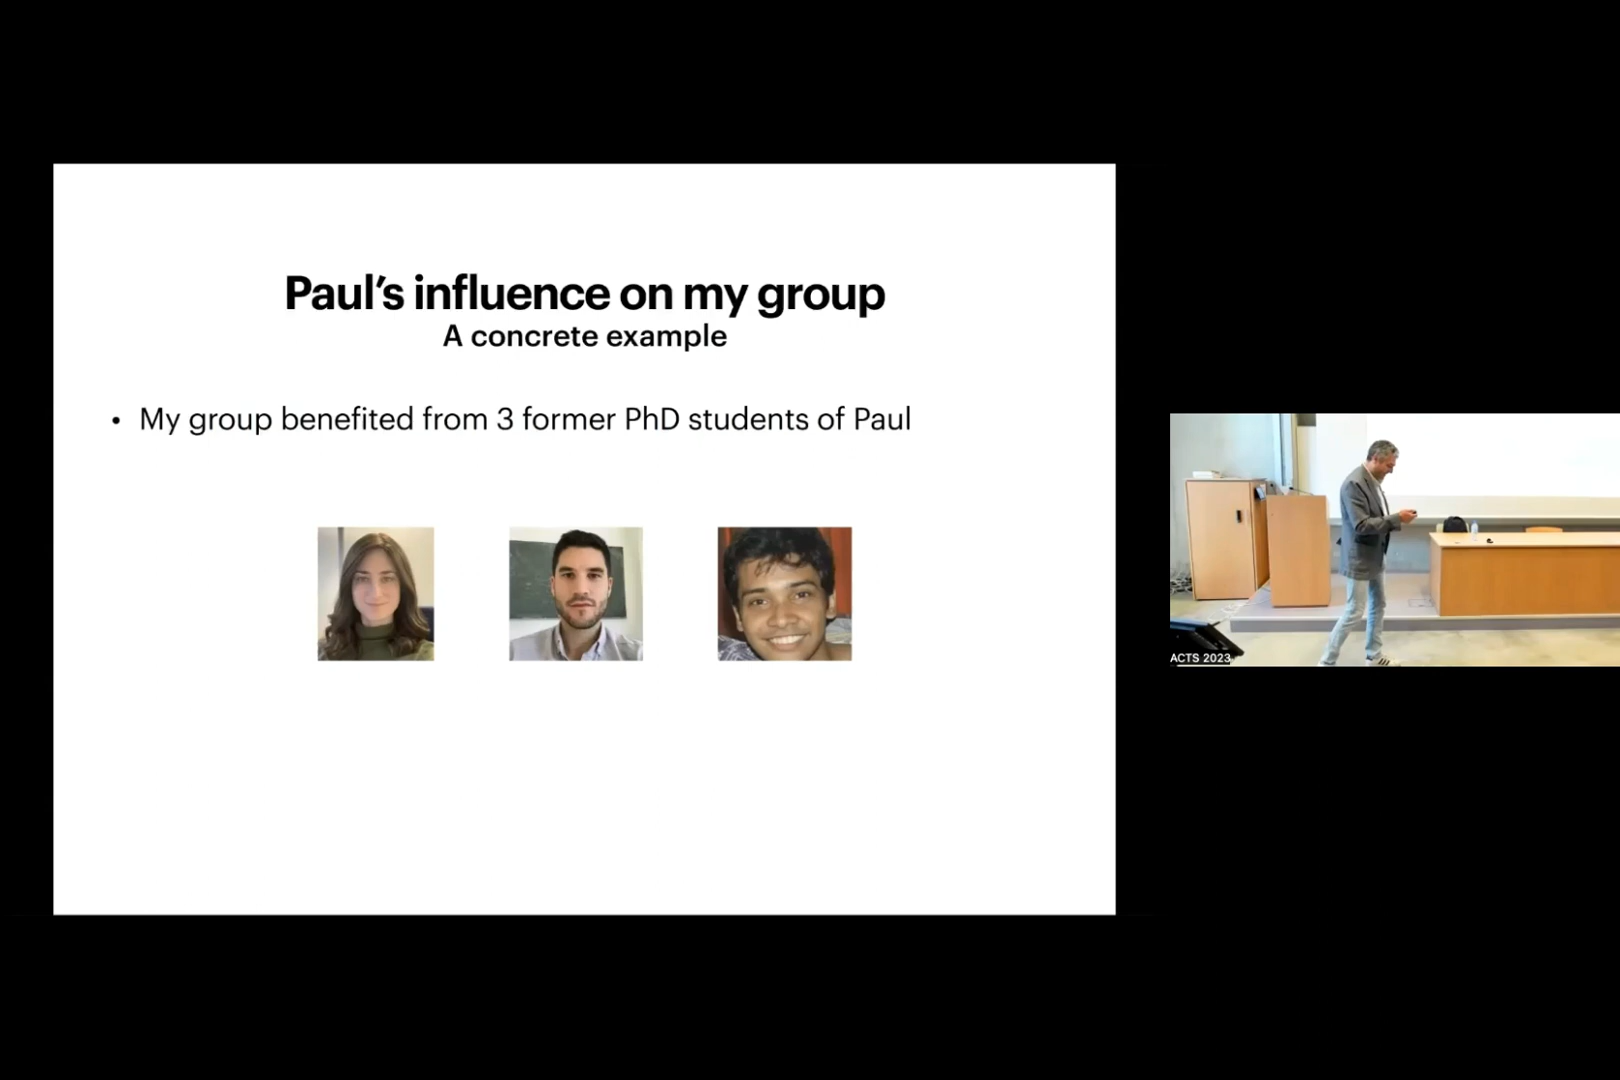 Paul’s influence on my group
A concrete example
• My group benefited from 3 former PhD students of Paul
ACTS 2023